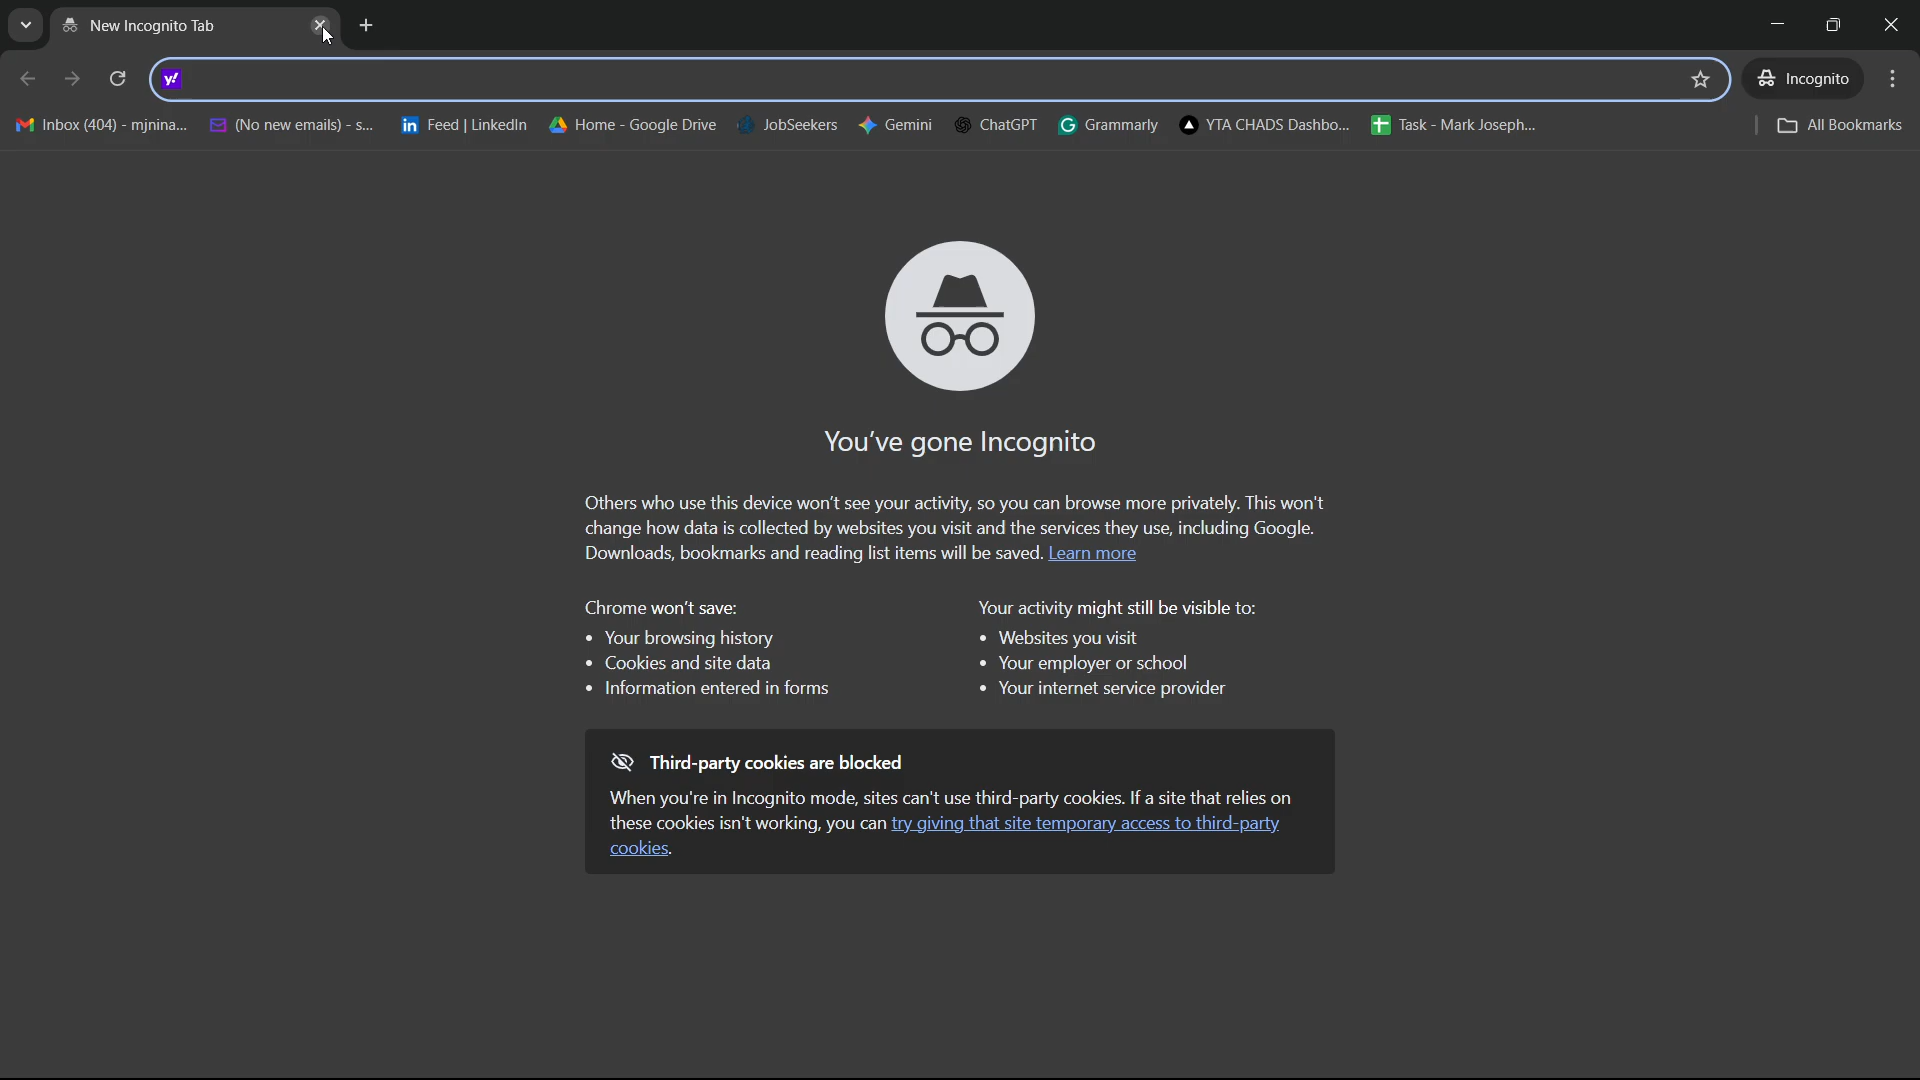 New Incognito Tab
y!
Incognito
Inbox (404) - mjnina...
(No new emails) - s...
in Feed | LinkedIn
Home - Google Drive
JobSeekers
Gemini
ChatGPT
G Grammarly
YTA CHADS Dashbo...
Task - Mark Joseph...
All Bookmarks
You've gone Incognito
Others who use this device won't see your activity, so you can browse more privately. This won't
change how data is collected by websites you visit and the services they use, including Google.
Downloads, bookmarks and reading list items will be saved. Learn more
Chrome won't save:
• Your browsing history
• Cookies and site data
• Information entered in forms
Your activity might still be visible to:
• Websites you visit
• Your employer or school
• Your internet service provider
Third-party cookies are blocked
When you're in Incognito mode, sites can't use third-party cookies. If a site that relies on
these cookies isn't working, you can try giving that site temporary access to third-party
cookies.